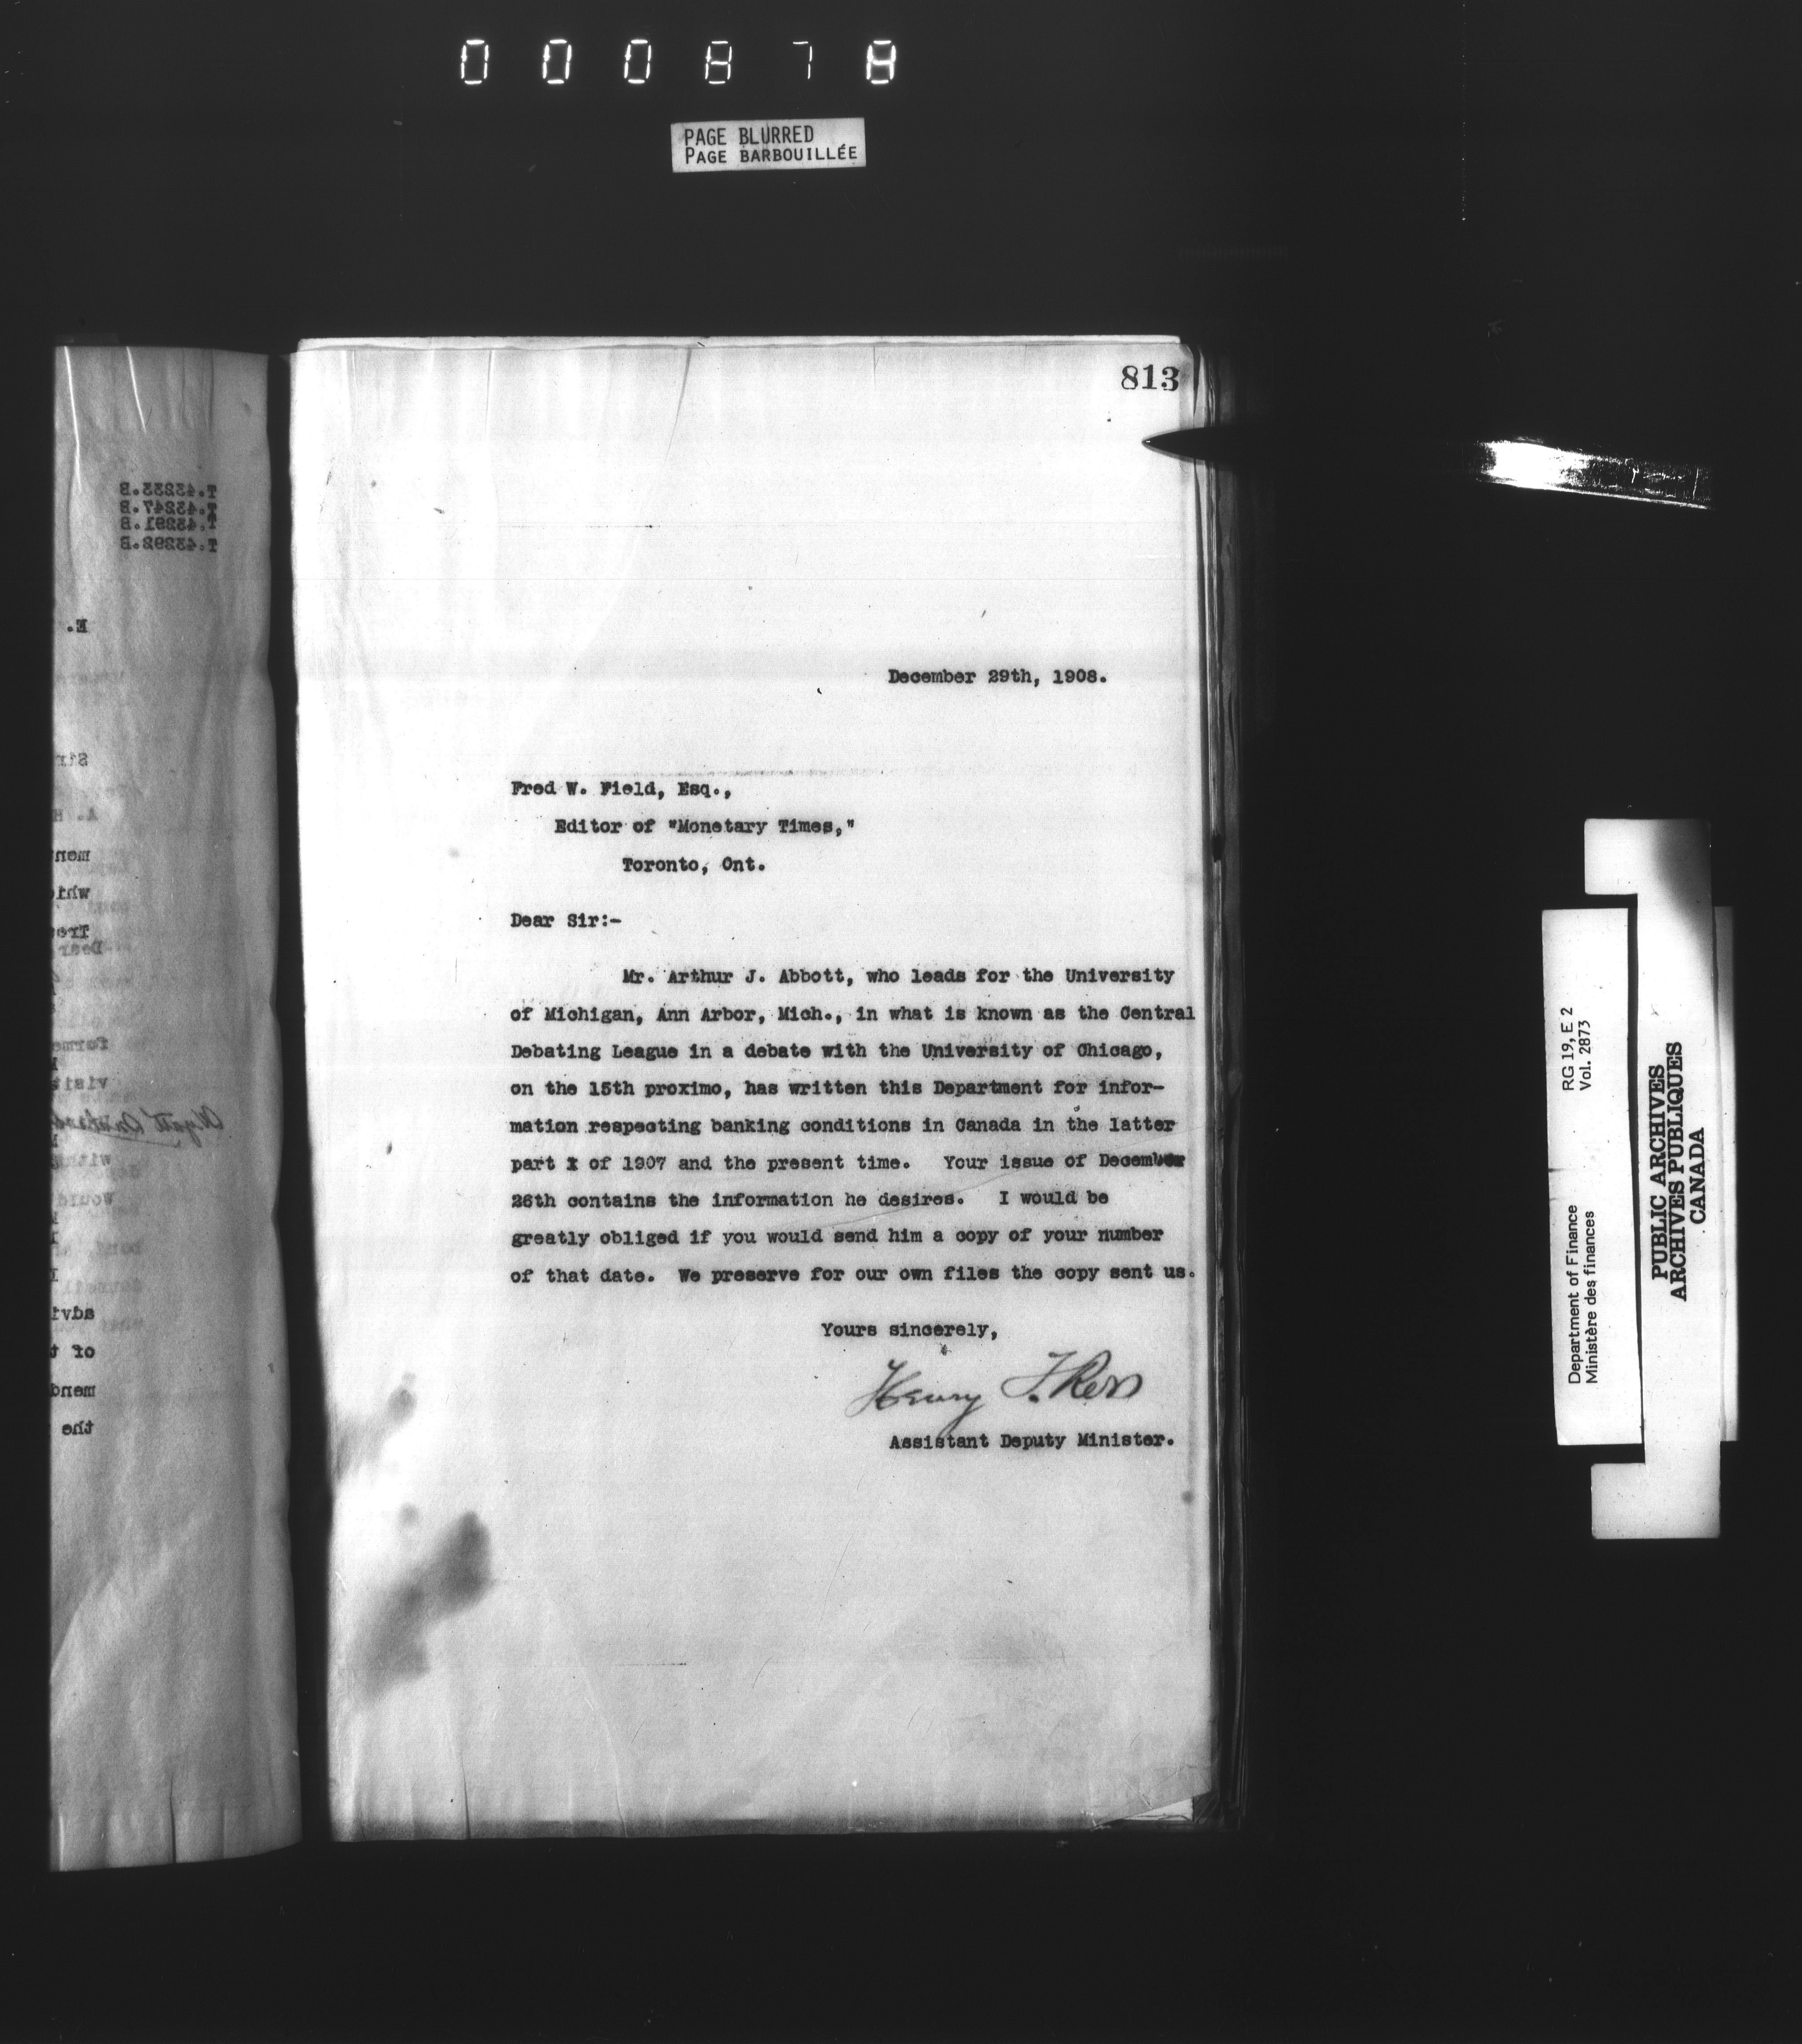 000878
PAGE BLURRED
PAGE BARBOUILLÉE
813
T.43233.B
T.43247.B
T.43291.B
T.43292.B
E.
December 29th, 1908.
Fred W. Field, Esq.,
Editor of "Monetary Times,"
Toronto, Ont.
Dear Sir:-
Mr. Arthur J. Abbott, who leads for the University
of Michigan, Ann Arbor, Mich., in what is known as the Central
Debating League in a debate with the University of Chicago,
on the 15th proximo, has written this Department for infor-
mation respecting banking conditions in Canada in the latter
part I of 1907 and the present time. Your issue of December
26th contains the information he desires. I would be
greatly obliged if you would send him a copy of your number
of that date. We preserve for our own files the copy sent us.
Yours sincerely,
Henry T. Ross
Assistant Deputy Minister.
Department of Finance RG 19, E 2
Ministère des finances Vol. 2873
PUBLIC ARCHIVES
ARCHIVES PUBLIQUES
CANADA